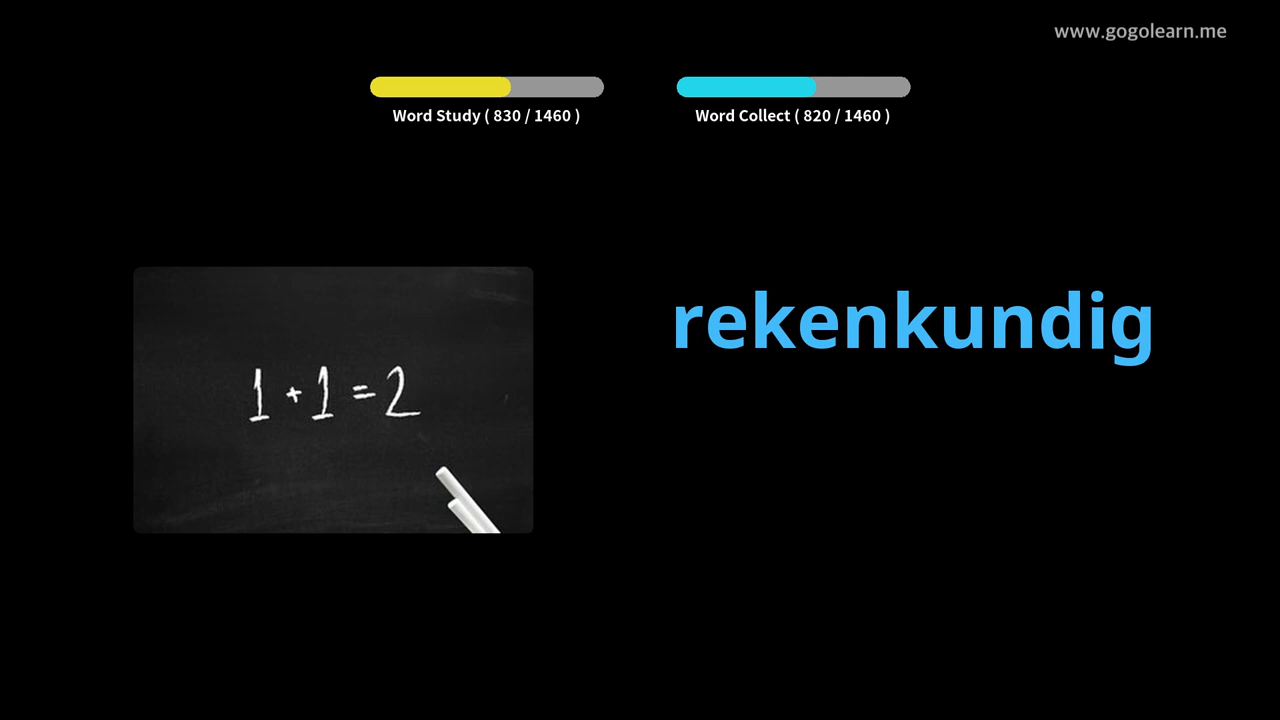 www.gogolearn.me
Word Study ( 830 / 1460 )
Word Collect ( 820 / 1460 )
rekenkundig
1 + 1 = 2